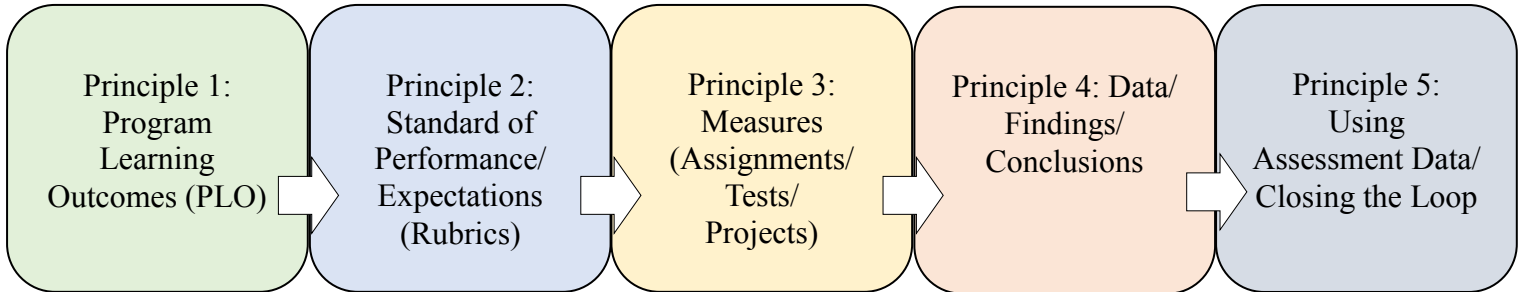 Principle 1:
Program
Learning
Outcomes (PLO)
Principle 2:
Standard of
Performance/
Expectations
(Rubrics)
Principle 3:
Measures
(Assignments/
Tests/
Projects)
Principle 4: Data/
Findings/
Conclusions
Principle 5:
Using
Assessment Data/
Closing the Loop